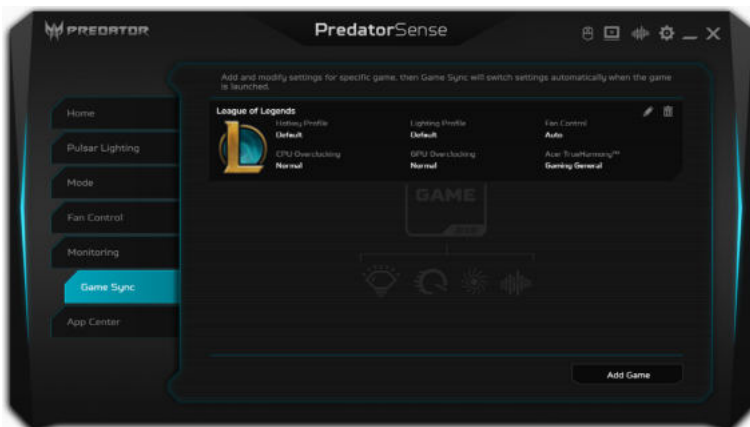 PREDATOR
PredatorSense
Add and modify settings for specific game, then Game Sync will switch settings automatically when the game
is launched.
Home
Pulsar Lighting
Mode
Fan Control
Monitoring
Game Sync
App Center
League of Legends
Hotkey Profile
Default
Lighting Profile
Default
Fan Control
Auto
CPU Overclocking
Normal
GPU Overclocking
Normal
Acer TrueHarmony™
Gaming General
GAME
Add Game